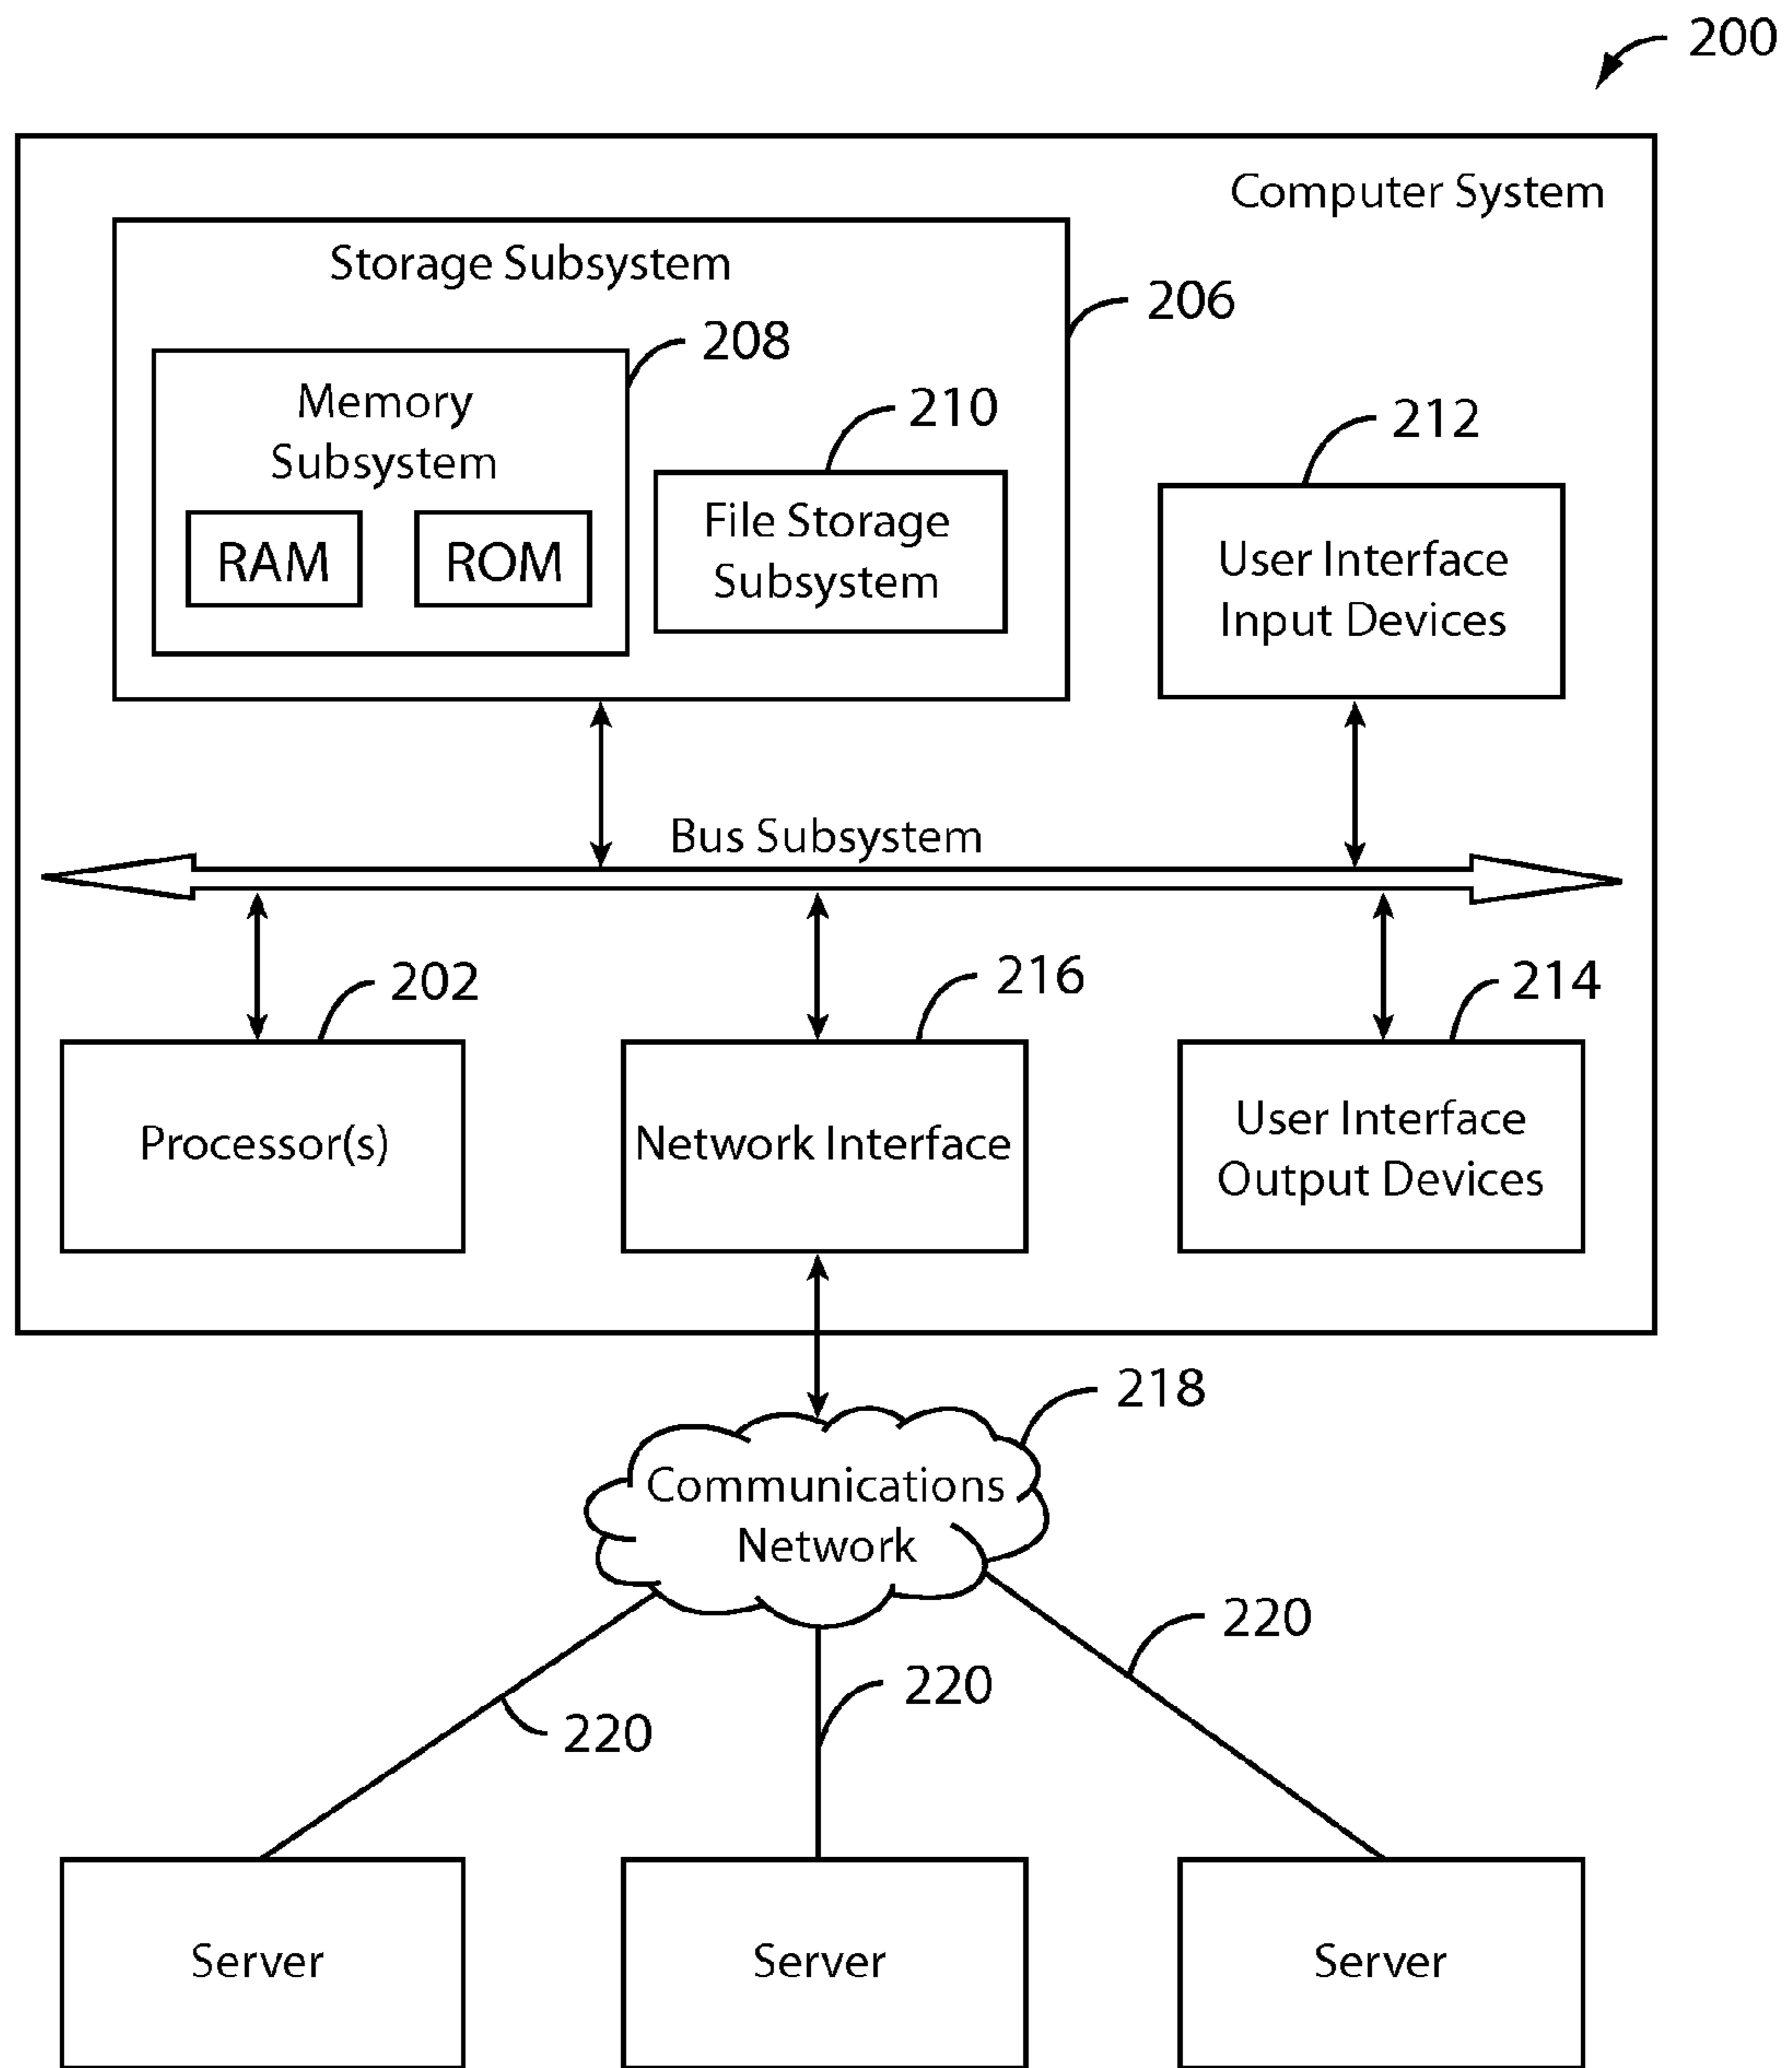 200
Computer System
Storage Subsystem
206
208
Memory
Subsystem
RAM
ROM
210
File Storage
Subsystem
212
User Interface
Input Devices
Bus Subsystem
202
Processor(s)
216
Network Interface
214
User Interface
Output Devices
218
Communications
Network
220
220
220
Server
Server
Server